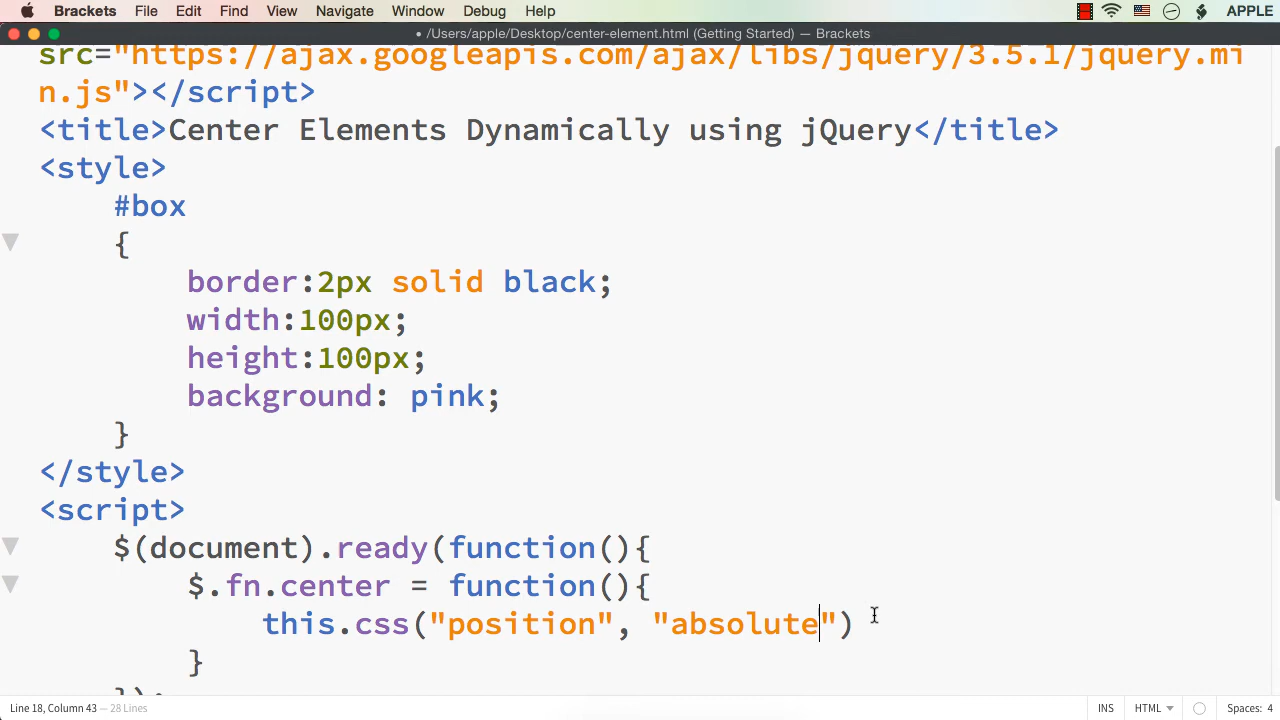 Brackets File Edit Find View Navigate Window Debug Help APPLE
• /Users/apple/Desktop/center-element.html (Getting Started) — Brackets
src="https://ajax.googleapis.com/ajax/libs/jquery/3.5.1/jquery.mi
n.js"></script>
<title>Center Elements Dynamically using jQuery</title>
<style>
#box
{
border:2px solid black;
width:100px;
height:100px;
background: pink;
}
</style>
<script>
$(document).ready(function(){
$.fn.center = function(){
this.css("position", "absolute")
}
});
Line 18, Column 43 — 28 Lines INS HTML Spaces: 4